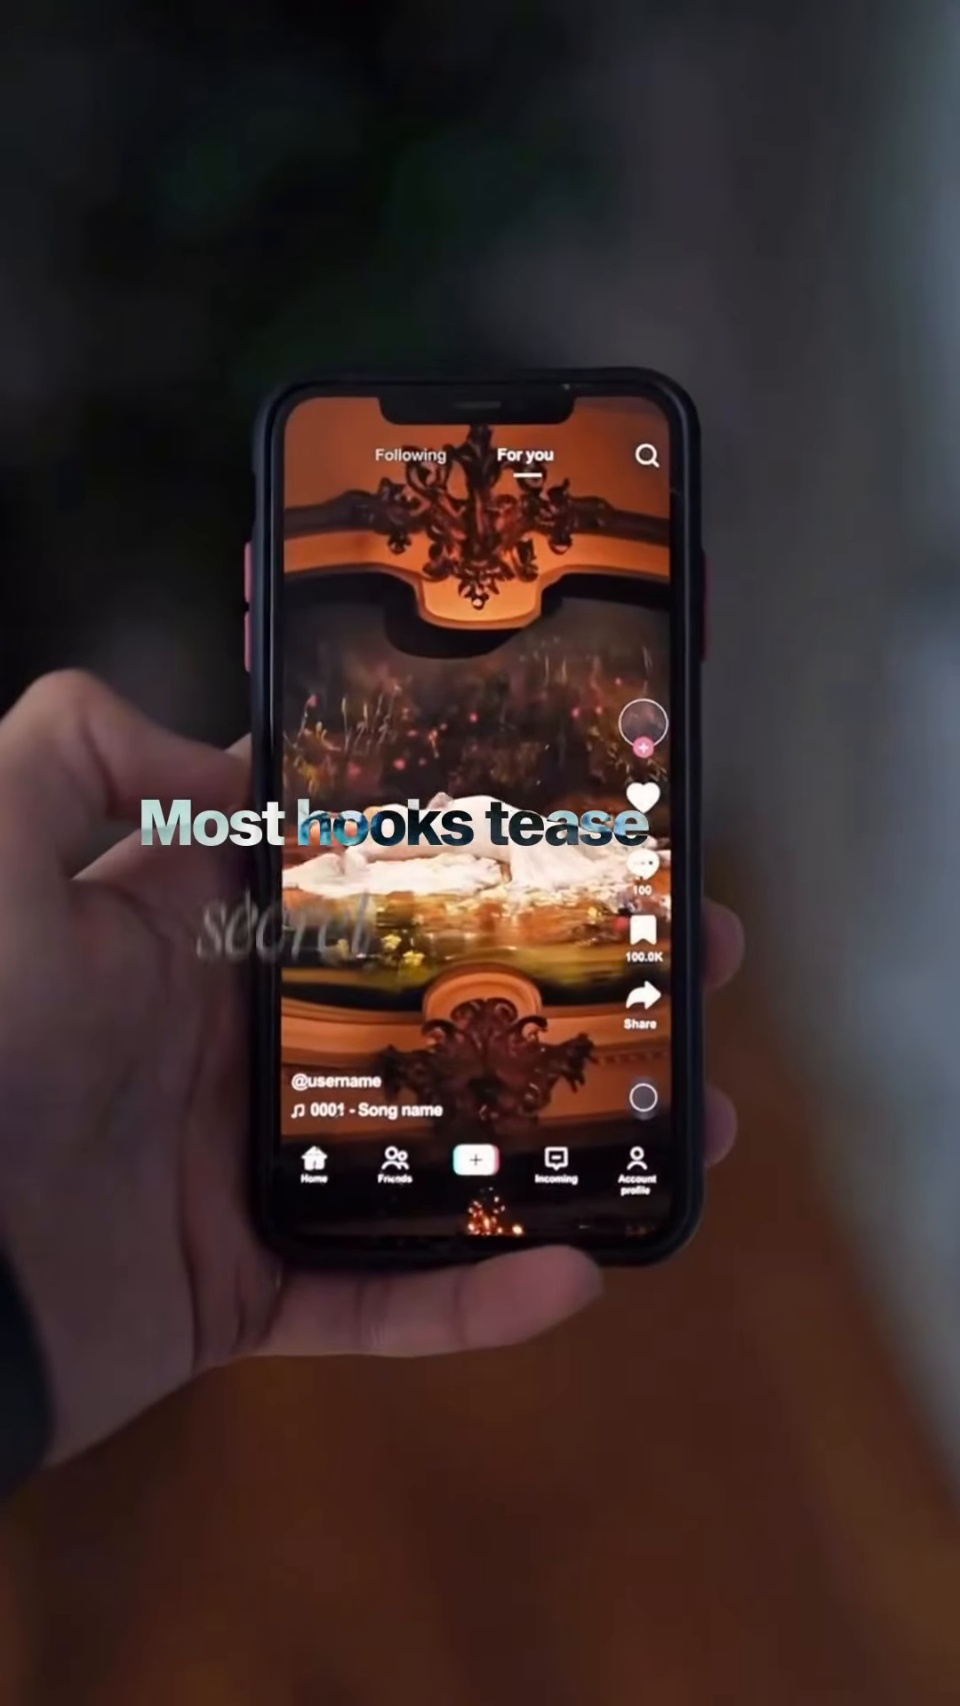 Following For you
Most hooks tease
secret
100
100.0K
Share
@username
♫ 0001 - Song name
Home Friends Incoming Account profile